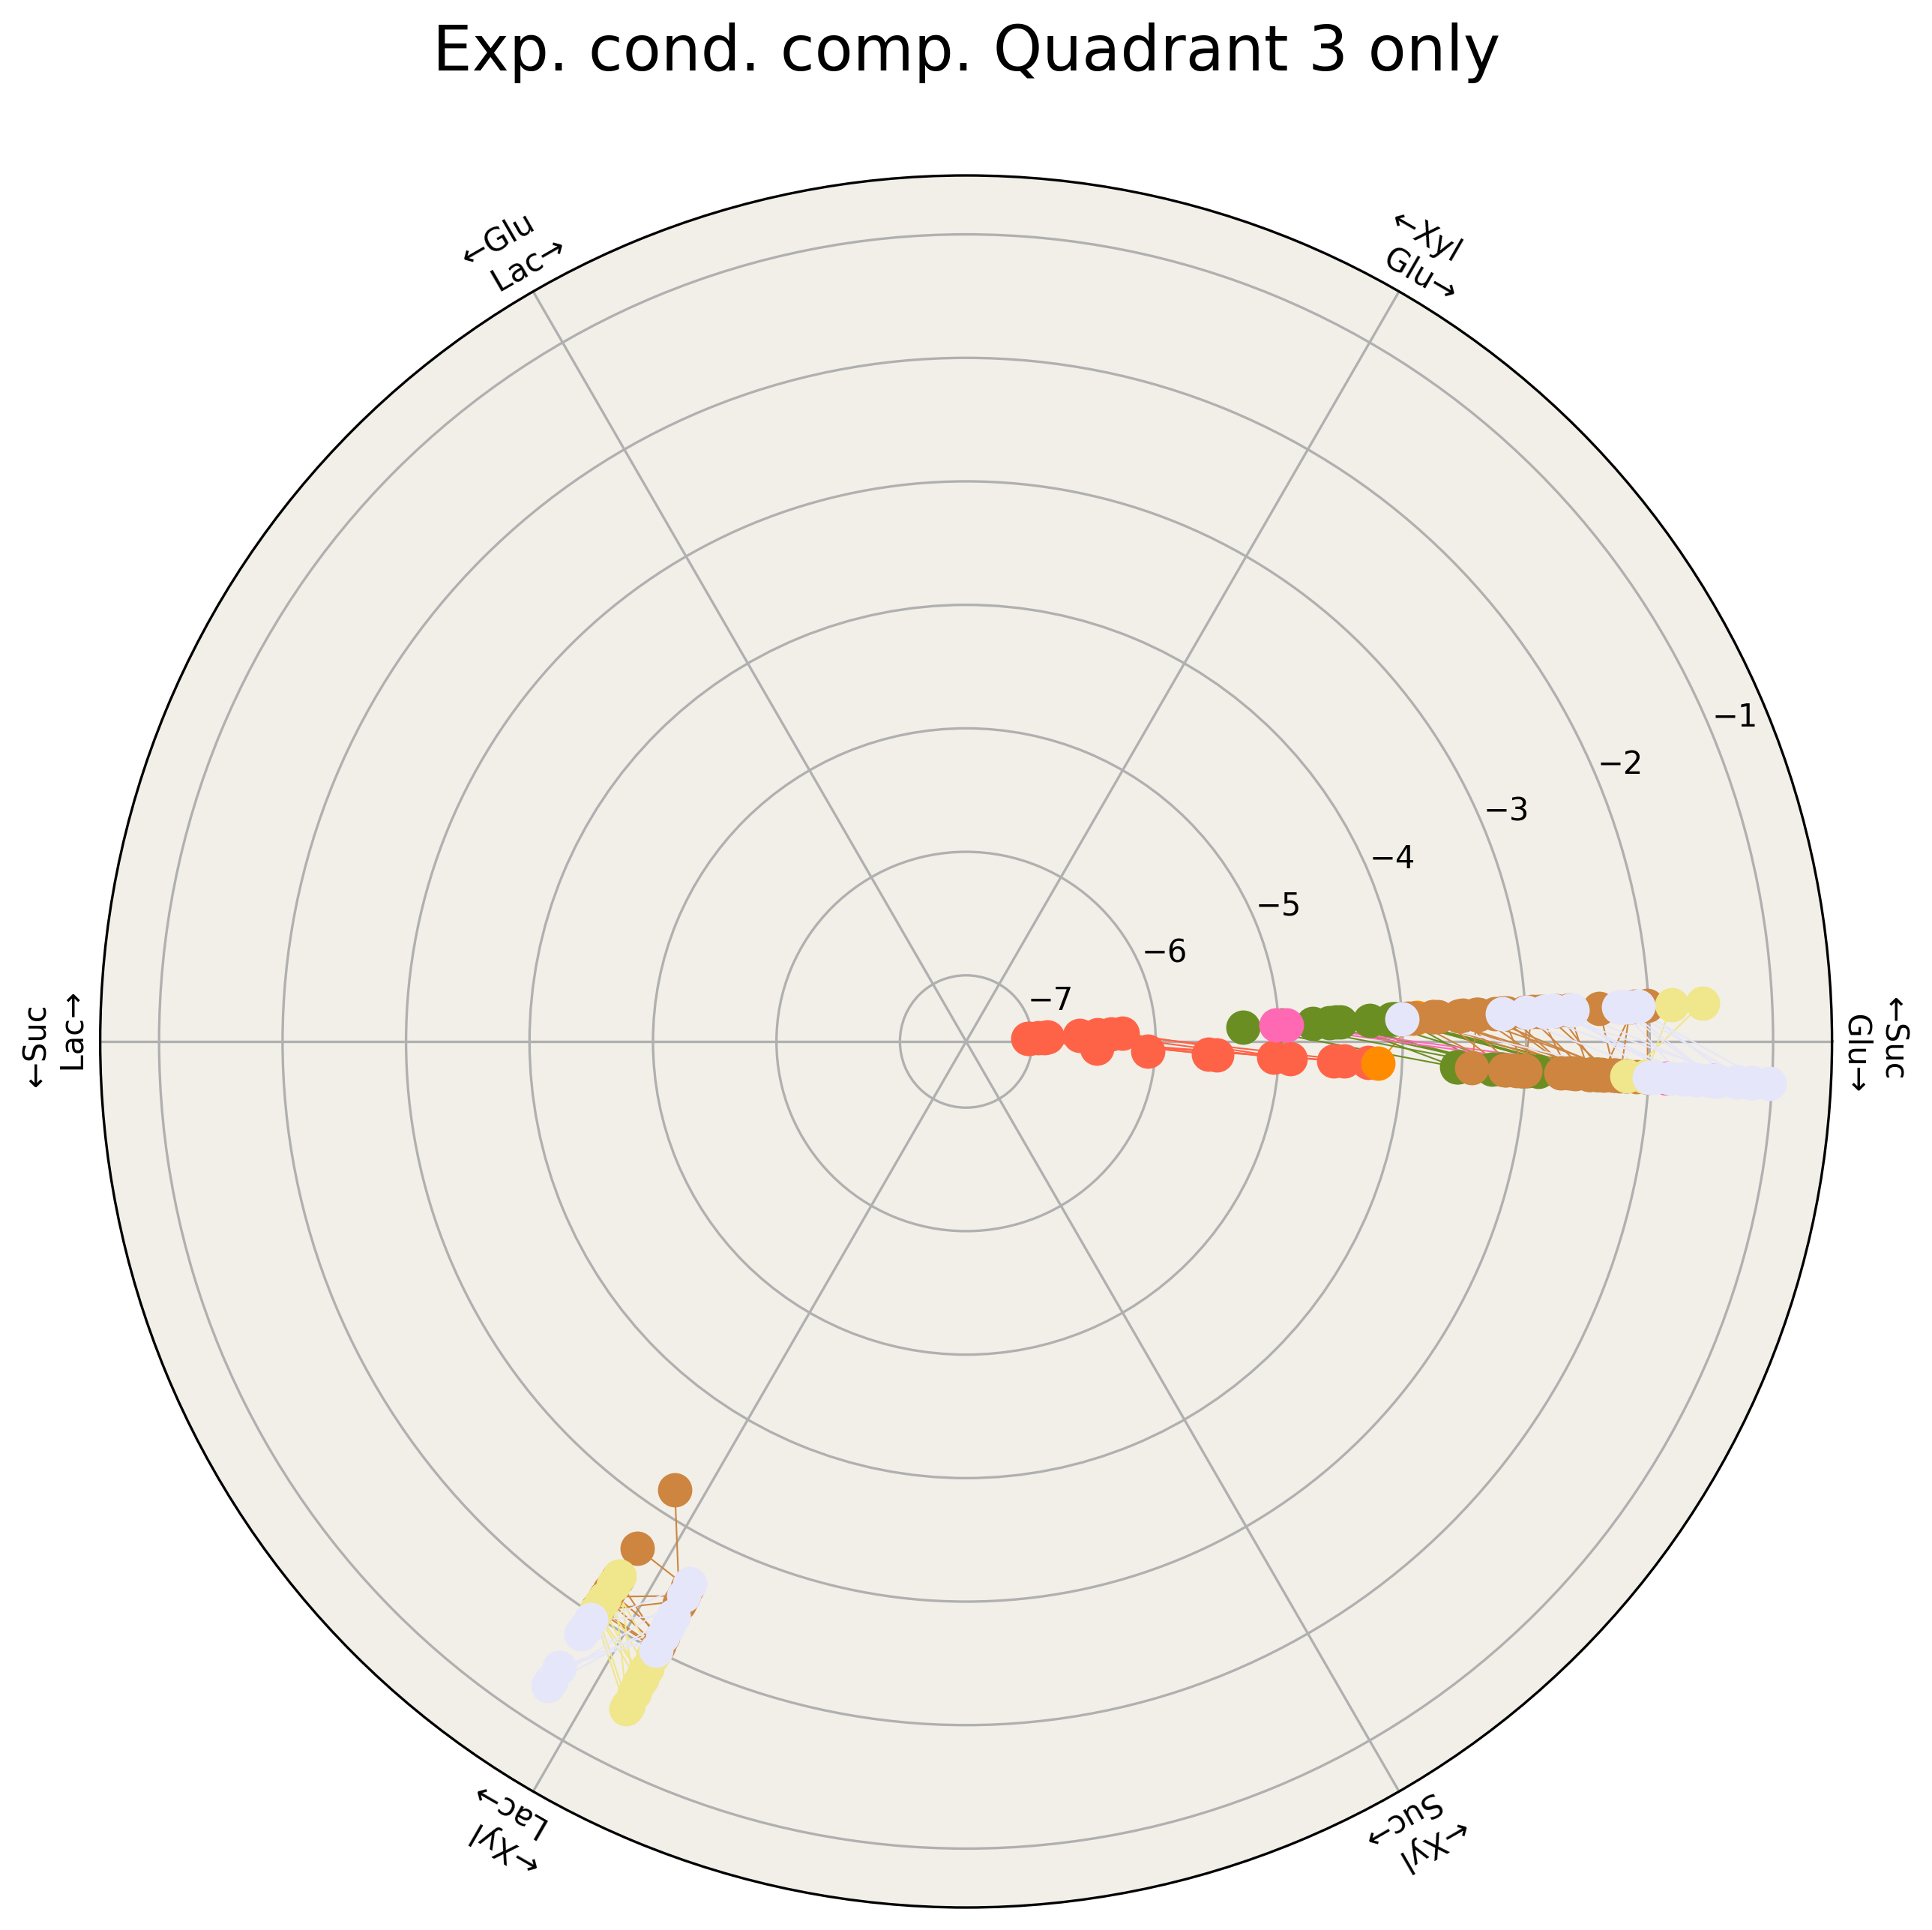 Exp. cond. comp. Quadrant 3 only
←Glu
Lac→
←Xyl
Glu→
−1
−2
−3
−4
−5
−6
−7
←Suc
Lac→
←Suc
Glu→
Lac→
←Xyl
Suc→
←Xyl